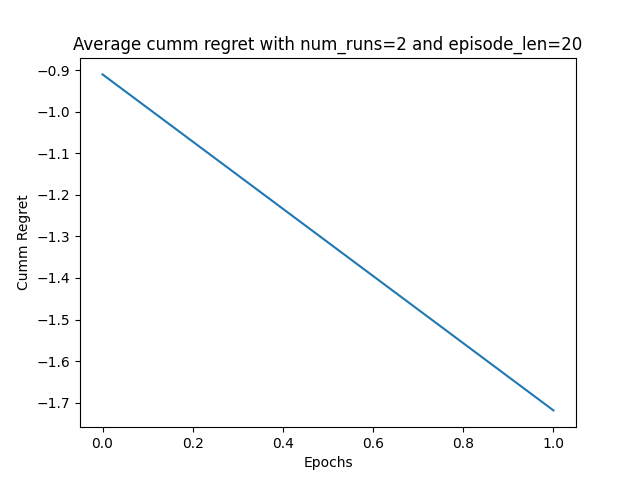 Average cumm regret with num_runs=2 and episode_len=20
−0.9
−1.0
−1.1
−1.2
−1.3
−1.4
−1.5
−1.6
−1.7
Cumm Regret
0.0 0.2 0.4 0.6 0.8 1.0
Epochs